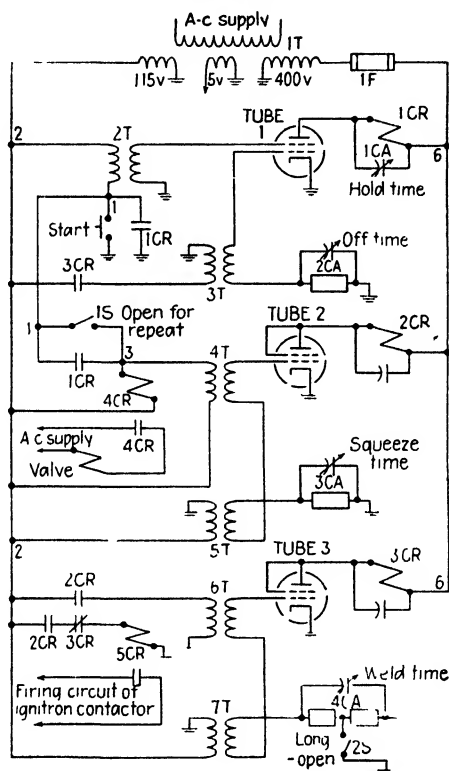 A-c supply
1T
115v
5v
400v
1F
TUBE
1
1CR
2
2T
1CA
6
Hold time
1
Start
1CR
Off time
3CR
2CA
3T
1S Open for
repeat
1
TUBE 2
2CR
1CR
3
4T
4CR
A c supply
4CR
Valve
Squeeze
time
3CA
2
5T
TUBE 3
3CR
2CR
6T
6
2CR
3CR
5CR
Firing circuit of
ignitron contactor
Weld time
4CA
7T
Long
-open
2S